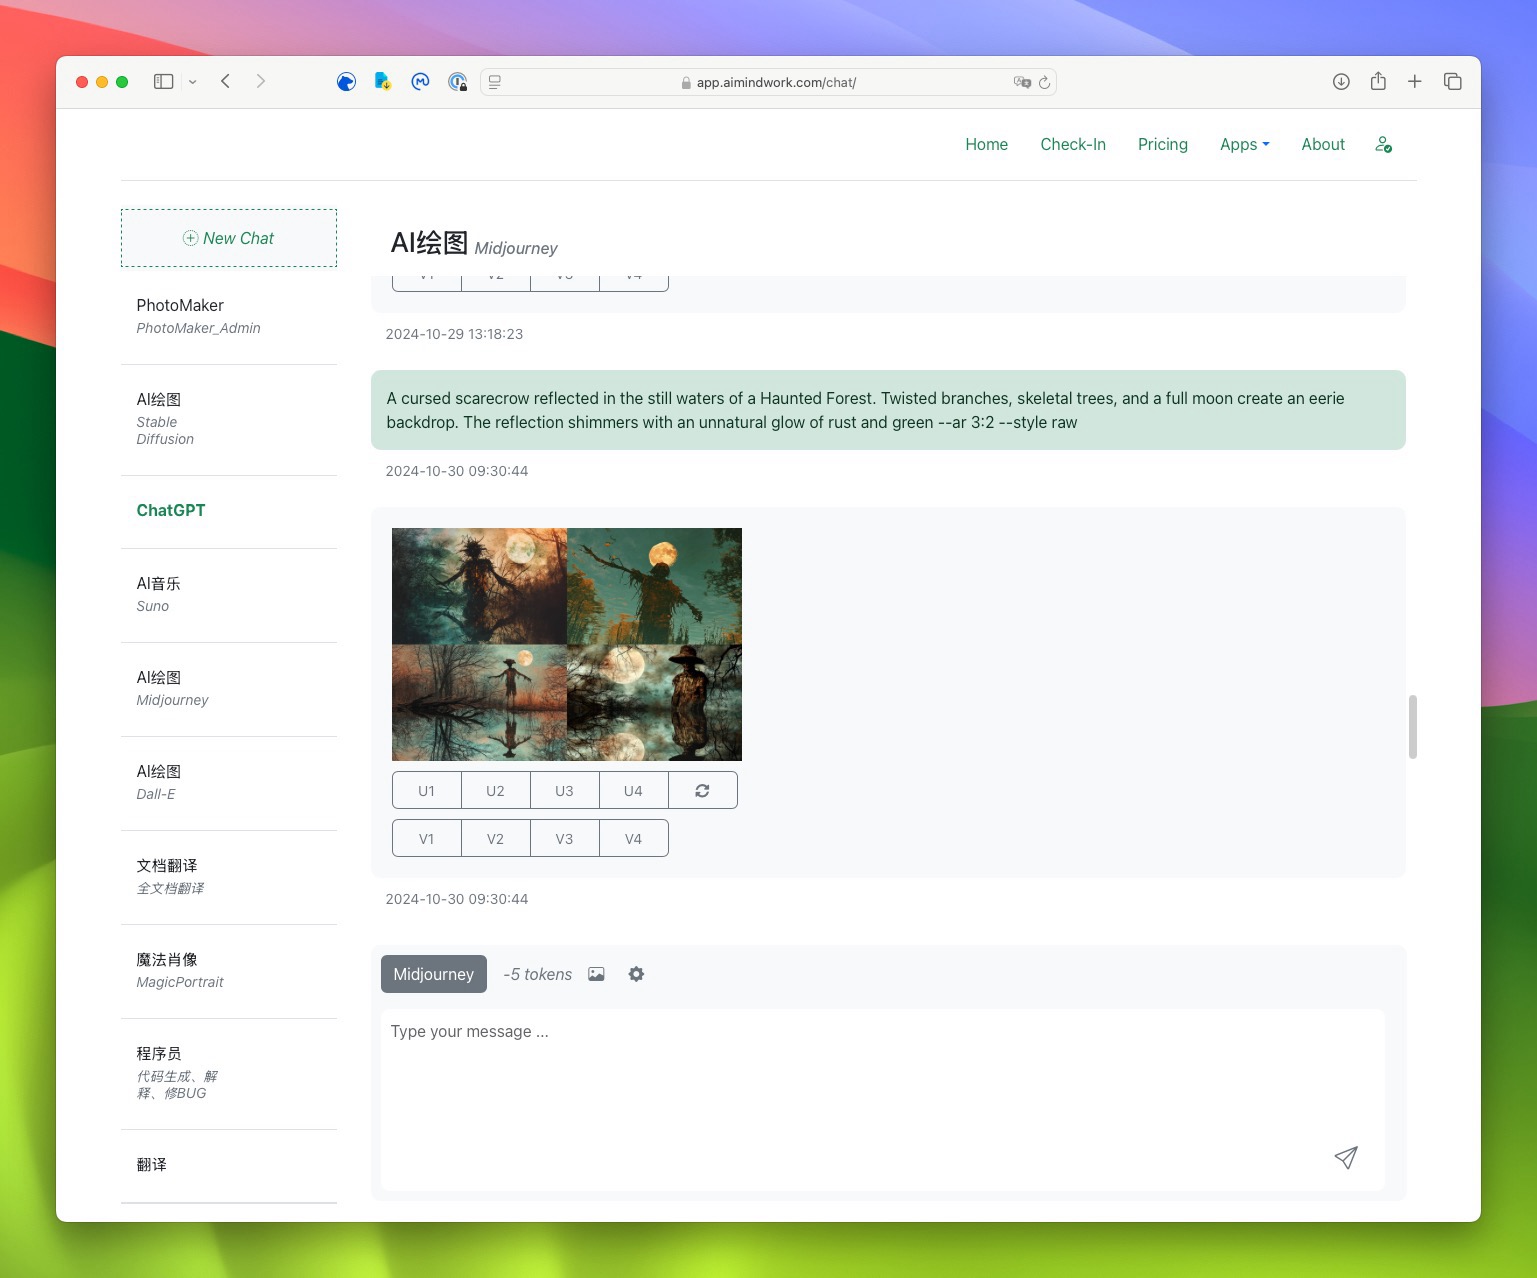 app.aimindwork.com/chat/
Home Check-In Pricing Apps About
New Chat
PhotoMaker
PhotoMaker_Admin
AI绘图
Stable
Diffusion
ChatGPT
AI音乐
Suno
AI绘图
Midjourney
AI绘图
Dall-E
文档翻译
全文档翻译
魔法肖像
MagicPortrait
程序员
代码生成、解
释、修BUG
翻译
AI绘图 Midjourney
V1 V2 V3 V4
2024-10-29 13:18:23
A cursed scarecrow reflected in the still waters of a Haunted Forest. Twisted branches, skeletal trees, and a full moon create an eerie
backdrop. The reflection shimmers with an unnatural glow of rust and green --ar 3:2 --style raw
2024-10-30 09:30:44
U1 U2 U3 U4
V1 V2 V3 V4
2024-10-30 09:30:44
Midjourney -5 tokens
Type your message ...